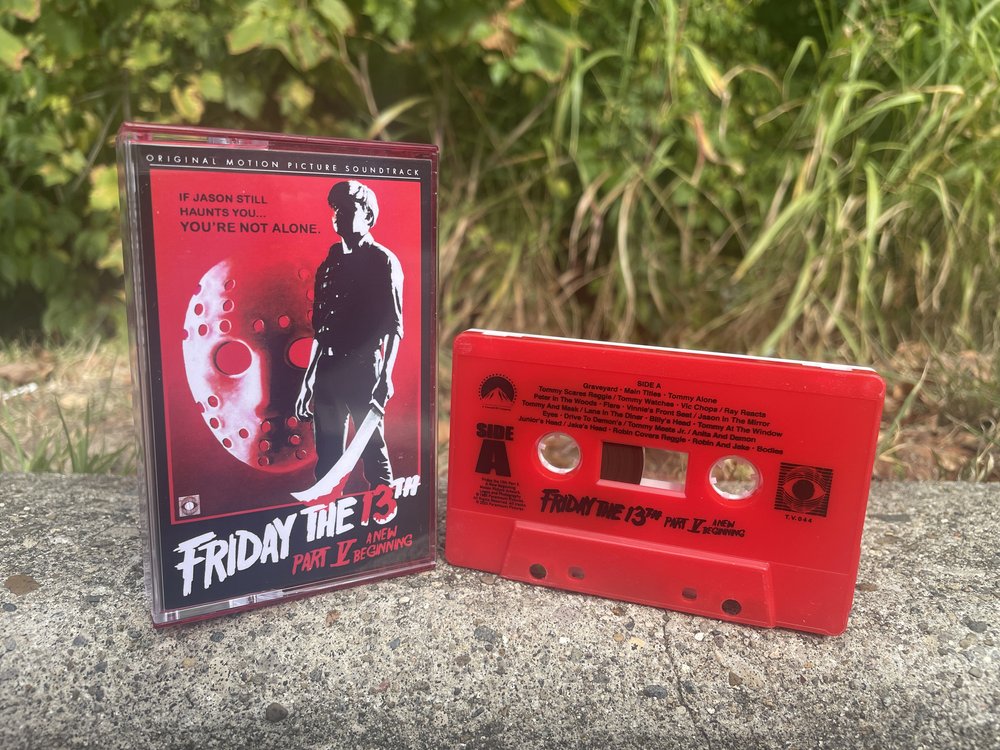 ORIGINAL MOTION PICTURE SOUNDTRACK
IF JASON STILL
HAUNTS YOU...
YOU'RE NOT ALONE.
FRIDAY THE 13TH
PART V A NEW
BEGINNING
SIDE A
Graveyard • Main Titles • Tommy Alone
Tommy Scares Reggie / Tommy Watches • Vic Chops / Ray Reacts
Peter In The Woods • Flare • Vinnie's Front Seat / Jason In The Mirror
Tommy And Mask / Lana In The Diner • Billy's Head • Tommy At The Window
Eyes • Drive To Demon's / Tommy Meets Jr. / Anita And Demon
Junior's Head / Jake's Head • Robin Covers Reggie • Robin And Jake • Bodies
SIDE
A
FRIDAY THE 13TH PART V A NEW
BEGINNING
T.V. 044